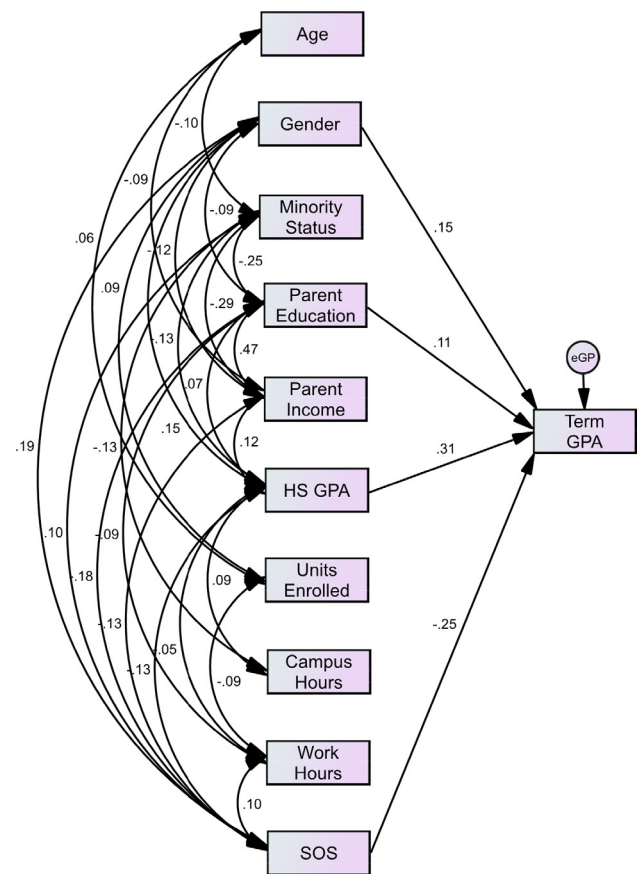 Age
-.10
Gender
-.09
Minority
Status
-.09
.15
.06
-.12
-.25
.09
Parent
Education
-.29
-.13
.47
.11
eGP
.07
Parent
Income
Term
GPA
.15
.12
.19
-.13
.31
HS GPA
.10
-.09
.09
Units
Enrolled
-.18
-.13
-.05
-.25
-.13
-.09
Campus
Hours
Work
Hours
.10
SOS